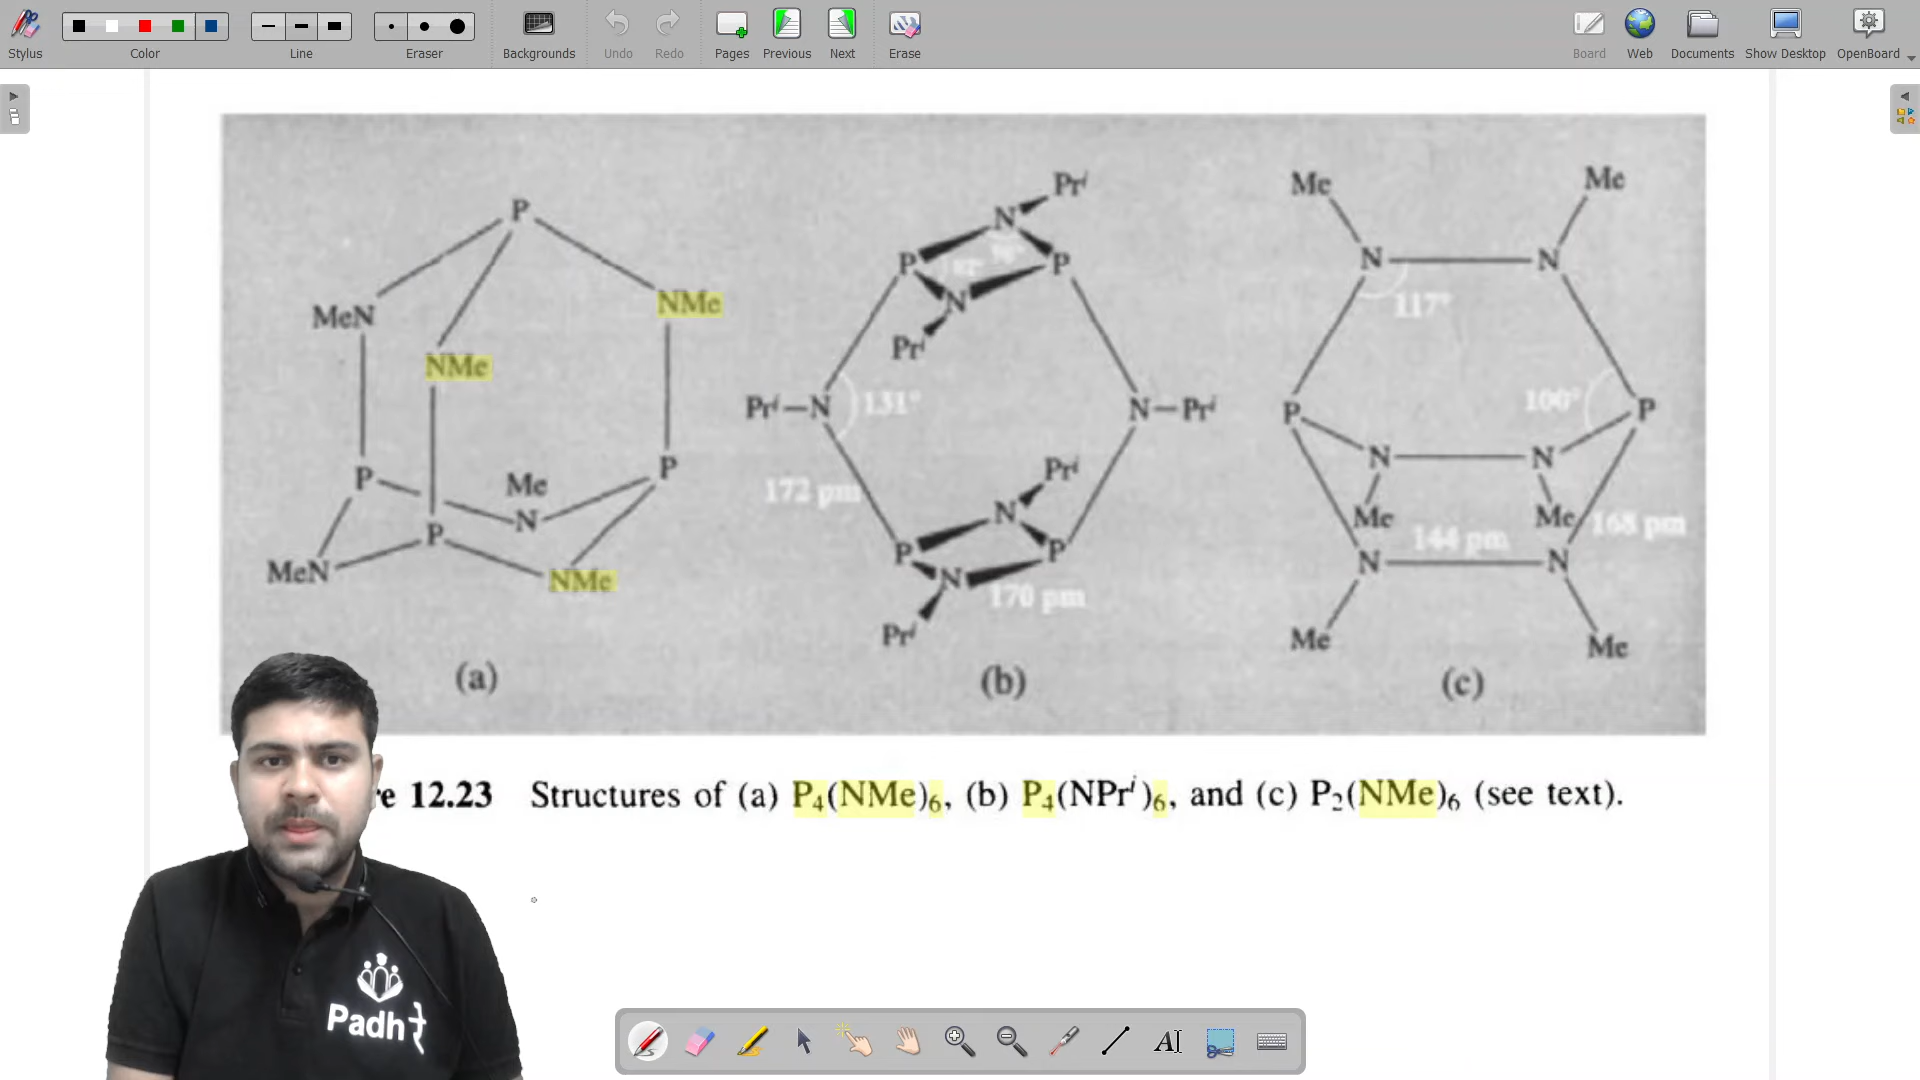 Stylus Color Line Eraser Backgrounds Undo Redo Pages Previous Next Erase Board Web Documents Show Desktop OpenBoard
P
MeN NMe
NMe
P Me P
N
P
MeN NMe
(a)
Prⁱ
N
P P
N
Prⁱ
Prⁱ—N 131° N—Prⁱ
172 pm Prⁱ
N
P P
N
170 pm
Prⁱ
(b)
Me Me
N N
117°
P 100° P
N N
Me Me 168 pm
144 pm
N N
Me Me
(c)
re 12.23 Structures of (a) P₄(NMe)₆, (b) P₄(NPrⁱ)₆, and (c) P₂(NMe)₆ (see text).
Padhरे